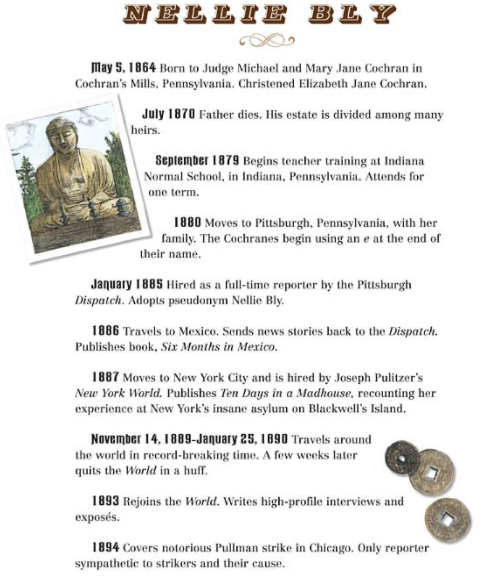 NELLIE BLY
May 5, 1864 Born to Judge Michael and Mary Jane Cochran in
Cochran's Mills, Pennsylvania. Christened Elizabeth Jane Cochran.
July 1870 Father dies. His estate is divided among many
heirs.
September 1879 Begins teacher training at Indiana
Normal School, in Indiana, Pennsylvania. Attends for
one term.
1880 Moves to Pittsburgh, Pennsylvania, with her
family. The Cochranes begin using an e at the end of
their name.
January 1885 Hired as a full-time reporter by the Pittsburgh
Dispatch. Adopts pseudonym Nellie Bly.
1886 Travels to Mexico. Sends news stories back to the Dispatch.
Publishes book, Six Months in Mexico.
1887 Moves to New York City and is hired by Joseph Pulitzer's
New York World. Publishes Ten Days in a Madhouse, recounting her
experience at New York's insane asylum on Blackwell's Island.
November 14, 1889–January 25, 1890 Travels around
the world in record-breaking time. A few weeks later
quits the World in a huff.
1893 Rejoins the World. Writes high-profile interviews and
exposés.
1894 Covers notorious Pullman strike in Chicago. Only reporter
sympathetic to strikers and their cause.